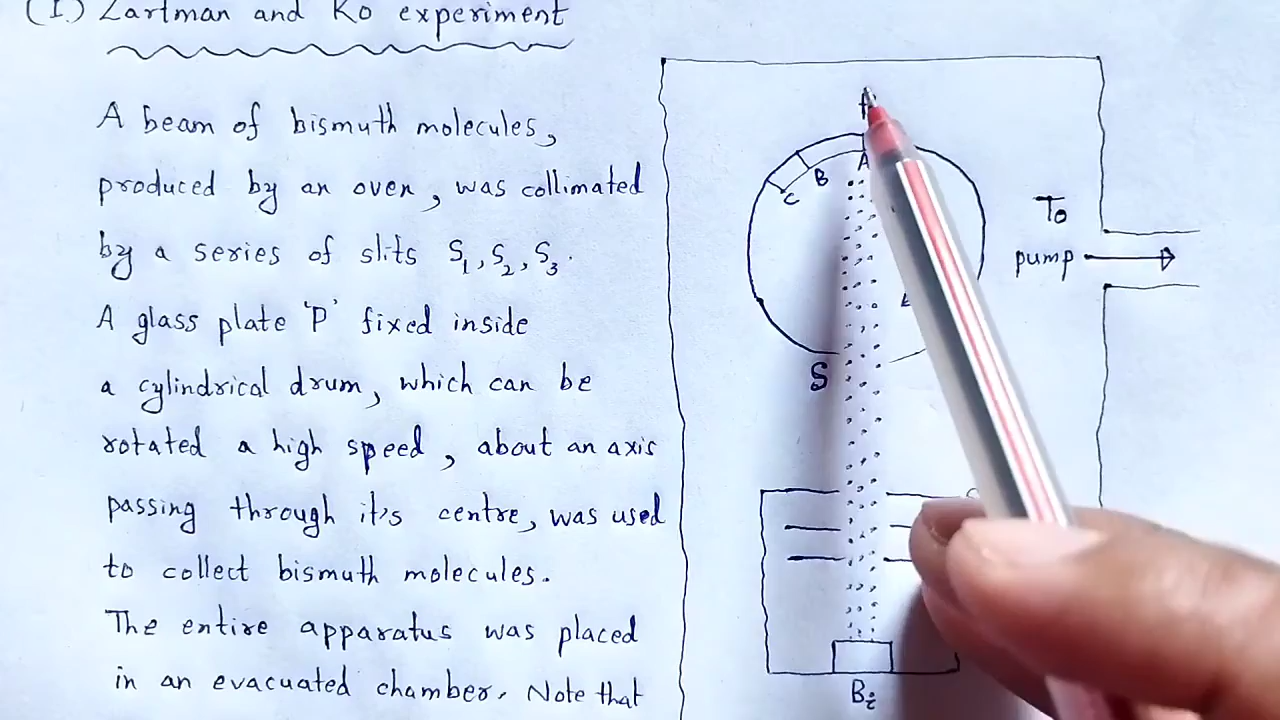 (I.) Zartman and Ko experiment
A beam of bismuth molecules,
produced by an oven, was collimated
by a series of slits S1, S2, S3.
A glass plate 'P' fixed inside
a cylindrical drum, which can be
rotated a high speed, about an axis
passing through it's centre, was used
to collect bismuth molecules.
The entire apparatus was placed
in an evacuated chamber. Note that
A
B
C
To
pump
S
Bi